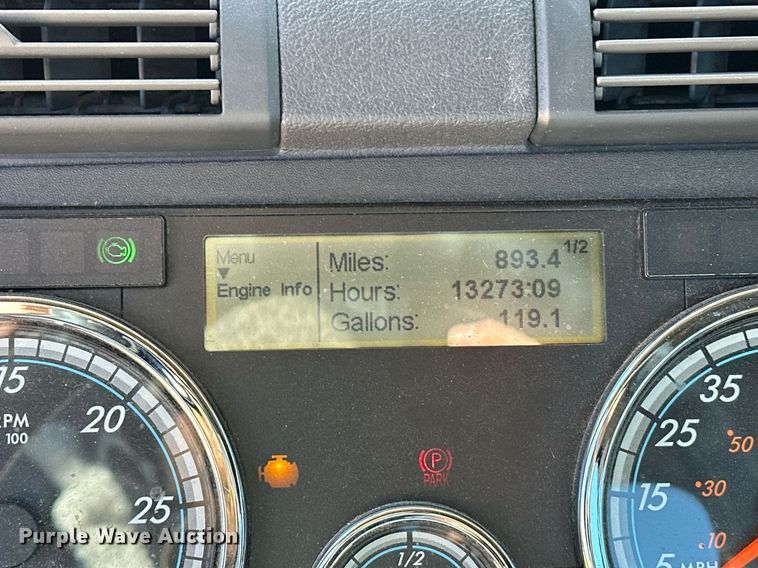 Menu
Engine Info
Miles: 893.4 1/2
Hours: 13273:09
Gallons: 119.1
15
20
25
RPM
100
P
PARK
1/2
35
25
15
5 MPH
50
30
10
Purple Wave Auction